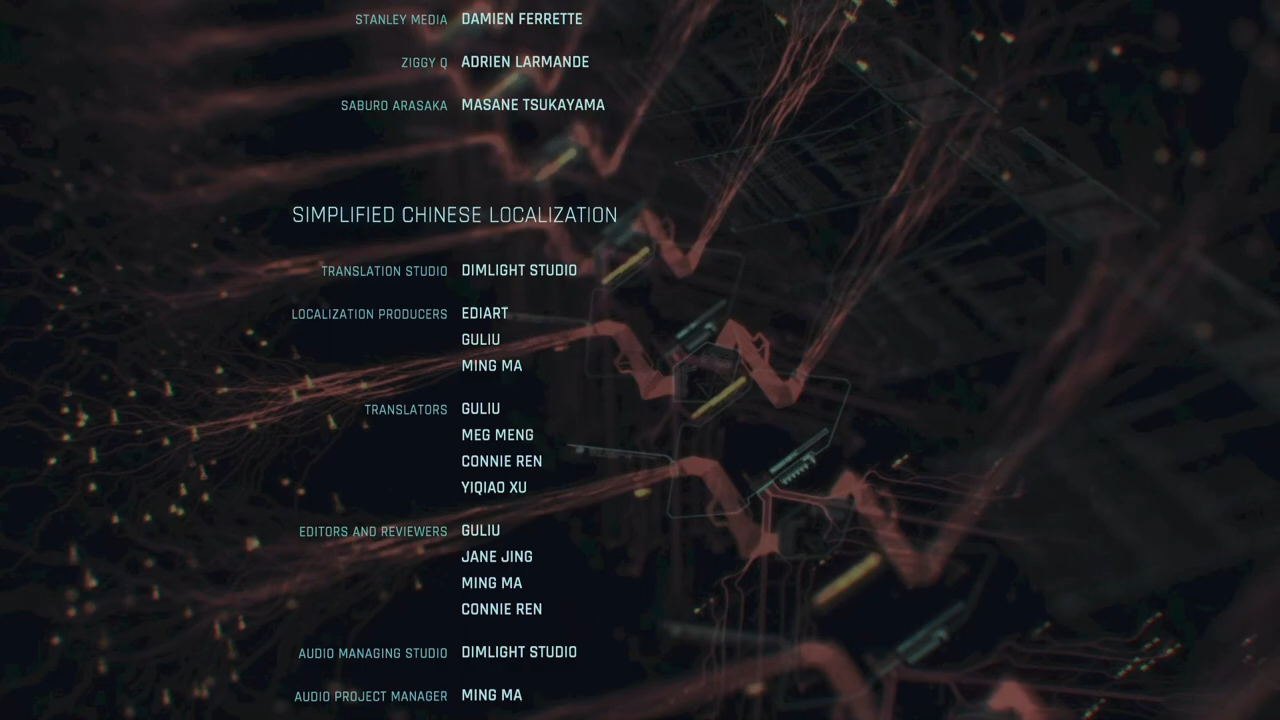 STANLEY MEDIA DAMIEN FERRETTE
ZIGGY Q ADRIEN LARMANDE
SABURO ARASAKA MASANE TSUKAYAMA
SIMPLIFIED CHINESE LOCALIZATION
TRANSLATION STUDIO DIMLIGHT STUDIO
LOCALIZATION PRODUCERS EDIART
GULIU
MING MA
TRANSLATORS GULIU
MEG MENG
CONNIE REN
YIQIAO XU
EDITORS AND REVIEWERS GULIU
JANE JING
MING MA
CONNIE REN
AUDIO MANAGING STUDIO DIMLIGHT STUDIO
AUDIO PROJECT MANAGER MING MA